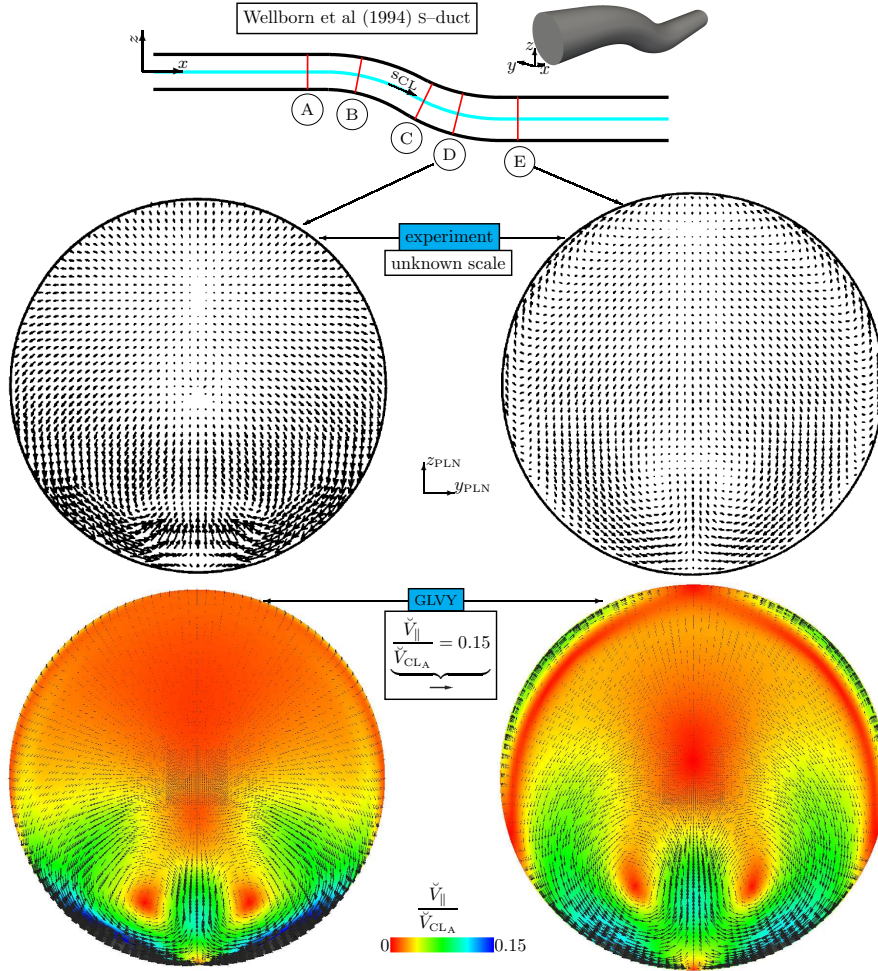 Wellborn et al (1994) S–duct
z
x
s_CL
z
y
x
A
B
C
D
E
experiment
unknown scale
z_PLN
y_PLN
GLVY
V̆_∥ / V̆_CL_A = 0.15
V̆_∥ / V̆_CL_A
0
0.15